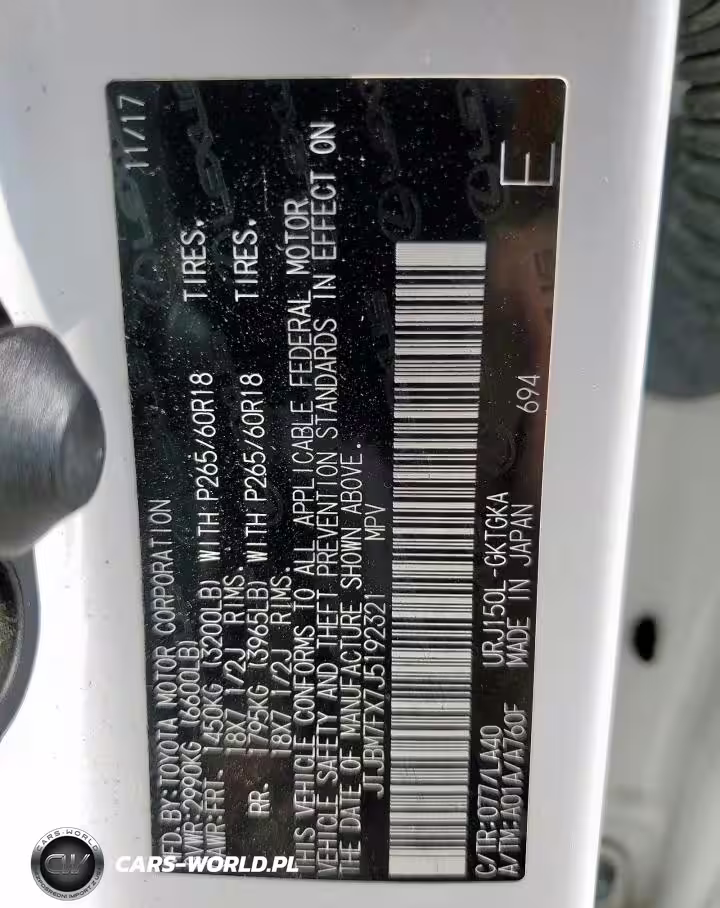 MFD.BY:TOYOTA MOTOR CORPORATION 11/17
GVWR:2990KG (6600LB)
GAWR:FRT. 1450KG (3200LB) WITH P265/60R18 TIRES.
8X7 1/2J RIMS.
RR. 1795KG (3965LB) WITH P265/60R18 TIRES.
8X7 1/2J RIMS.
THIS VEHICLE CONFORMS TO ALL APPLICABLE FEDERAL MOTOR
VEHICLE SAFETY AND THEFT PREVENTION STANDARDS IN EFFECT ON
THE DATE OF MANUFACTURE SHOWN ABOVE.
JTJBM7FX7J5192321 MPV
C/TR:077/LA40 URJ150L-GKTGKA 694 E
A/TM:A01A/A760F MADE IN JAPAN
CARS-WORLD.PL